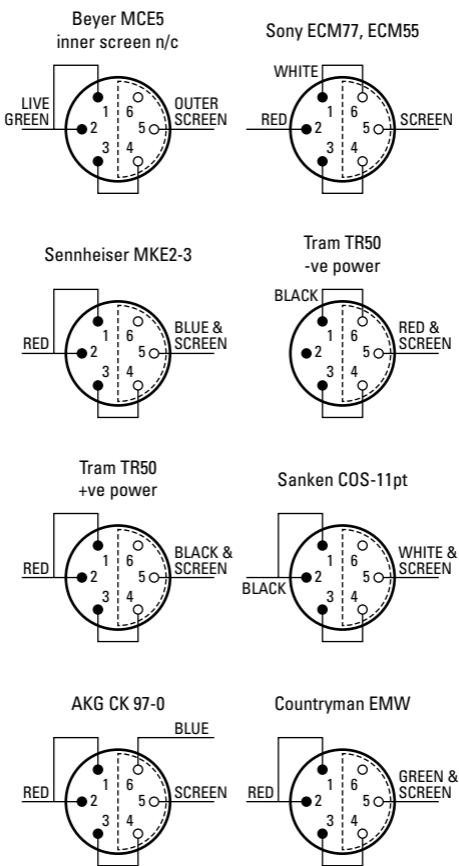 Beyer MCE5
inner screen n/c
LIVE
GREEN
1
2
3
6
5
4
OUTER
SCREEN
Sony ECM77, ECM55
WHITE
RED
1
2
3
6
5
4
SCREEN
Sennheiser MKE2-3
RED
1
2
3
6
5
4
BLUE &
SCREEN
Tram TR50
-ve power
BLACK
1
2
3
6
5
4
RED &
SCREEN
Tram TR50
+ve power
RED
1
2
3
6
5
4
BLACK &
SCREEN
Sanken COS-11pt
BLACK
1
2
3
6
5
4
WHITE &
SCREEN
AKG CK 97-0
BLUE
RED
1
2
3
6
5
4
SCREEN
Countryman EMW
RED
1
2
3
6
5
4
GREEN &
SCREEN